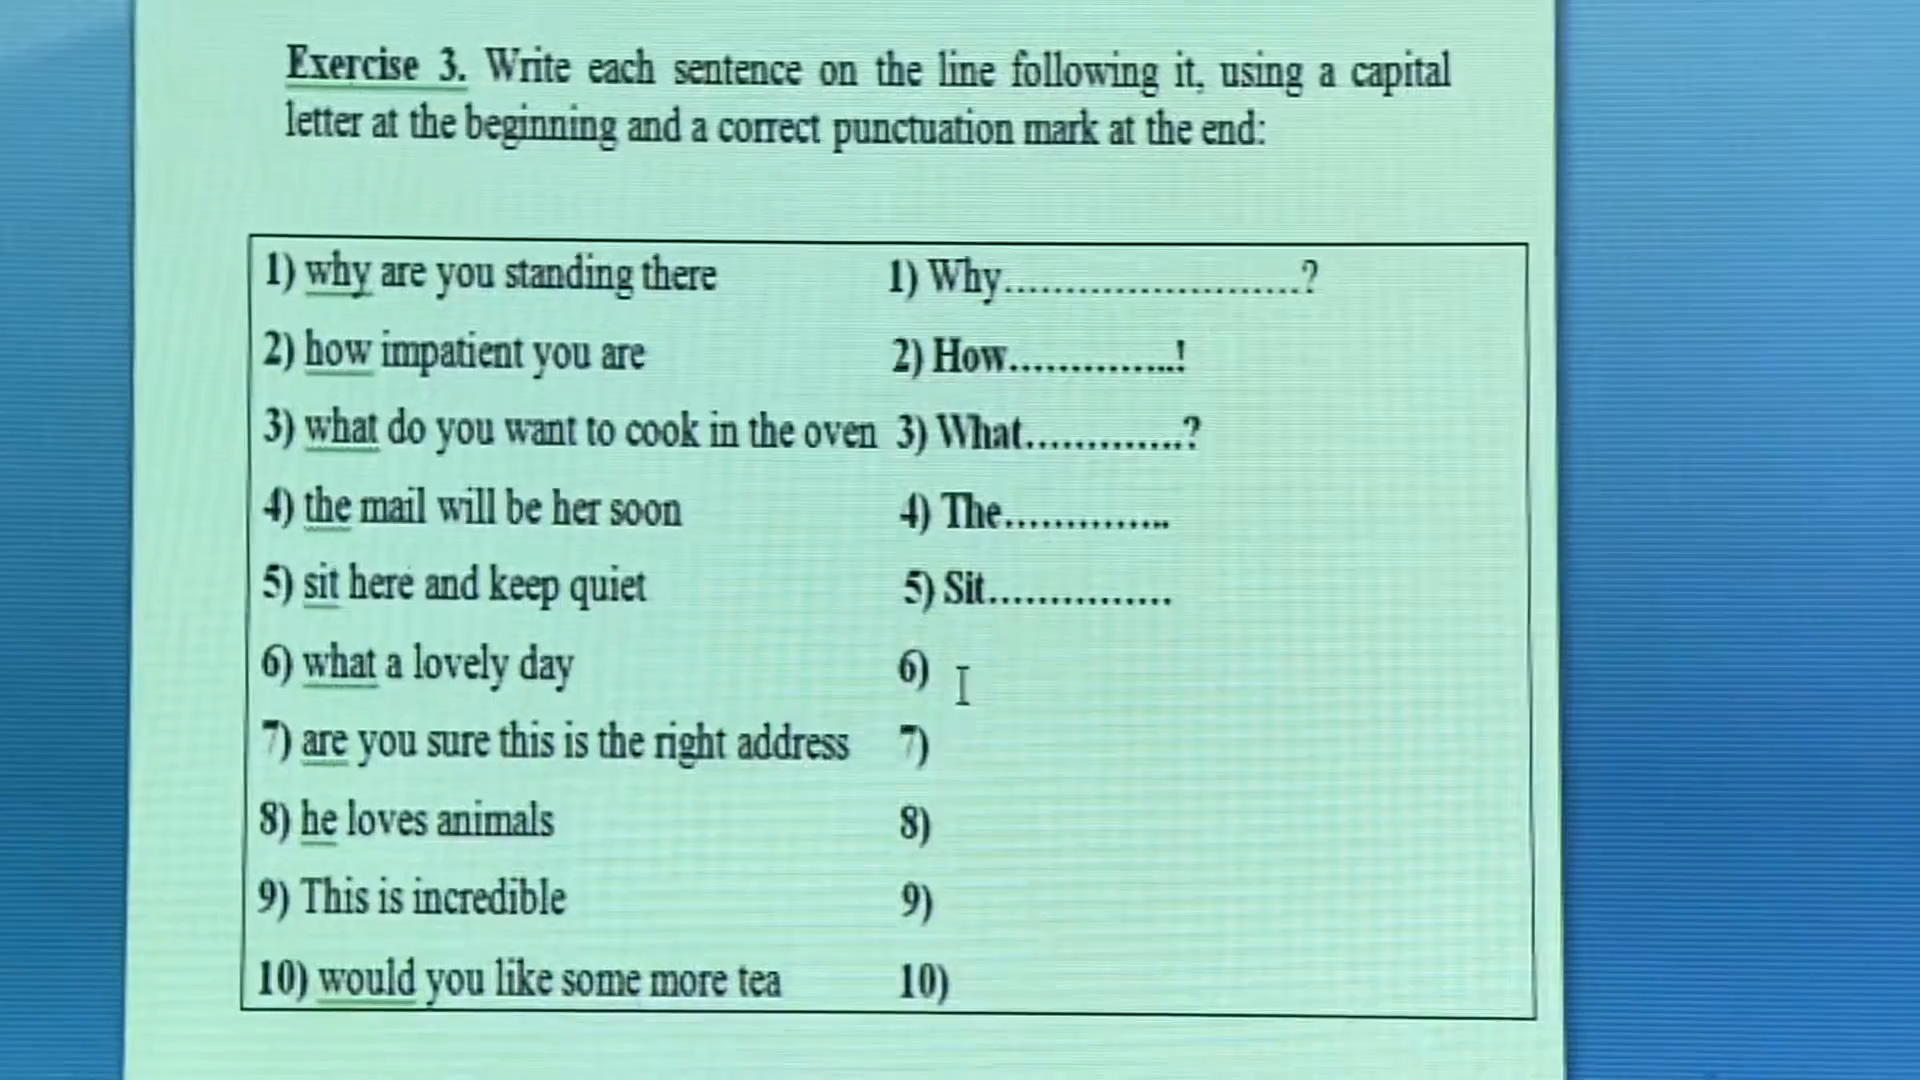 Exercise 3. Write each sentence on the line following it, using a capital
letter at the beginning and a correct punctuation mark at the end:
1) why are you standing there 1) Why........................?
2) how impatient you are 2) How..............!
3) what do you want to cook in the oven 3) What.............?
4) the mail will be her soon 4) The..............
5) sit here and keep quiet 5) Sit...............
6) what a lovely day 6)
7) are you sure this is the right address 7)
8) he loves animals 8)
9) This is incredible 9)
10) would you like some more tea 10)